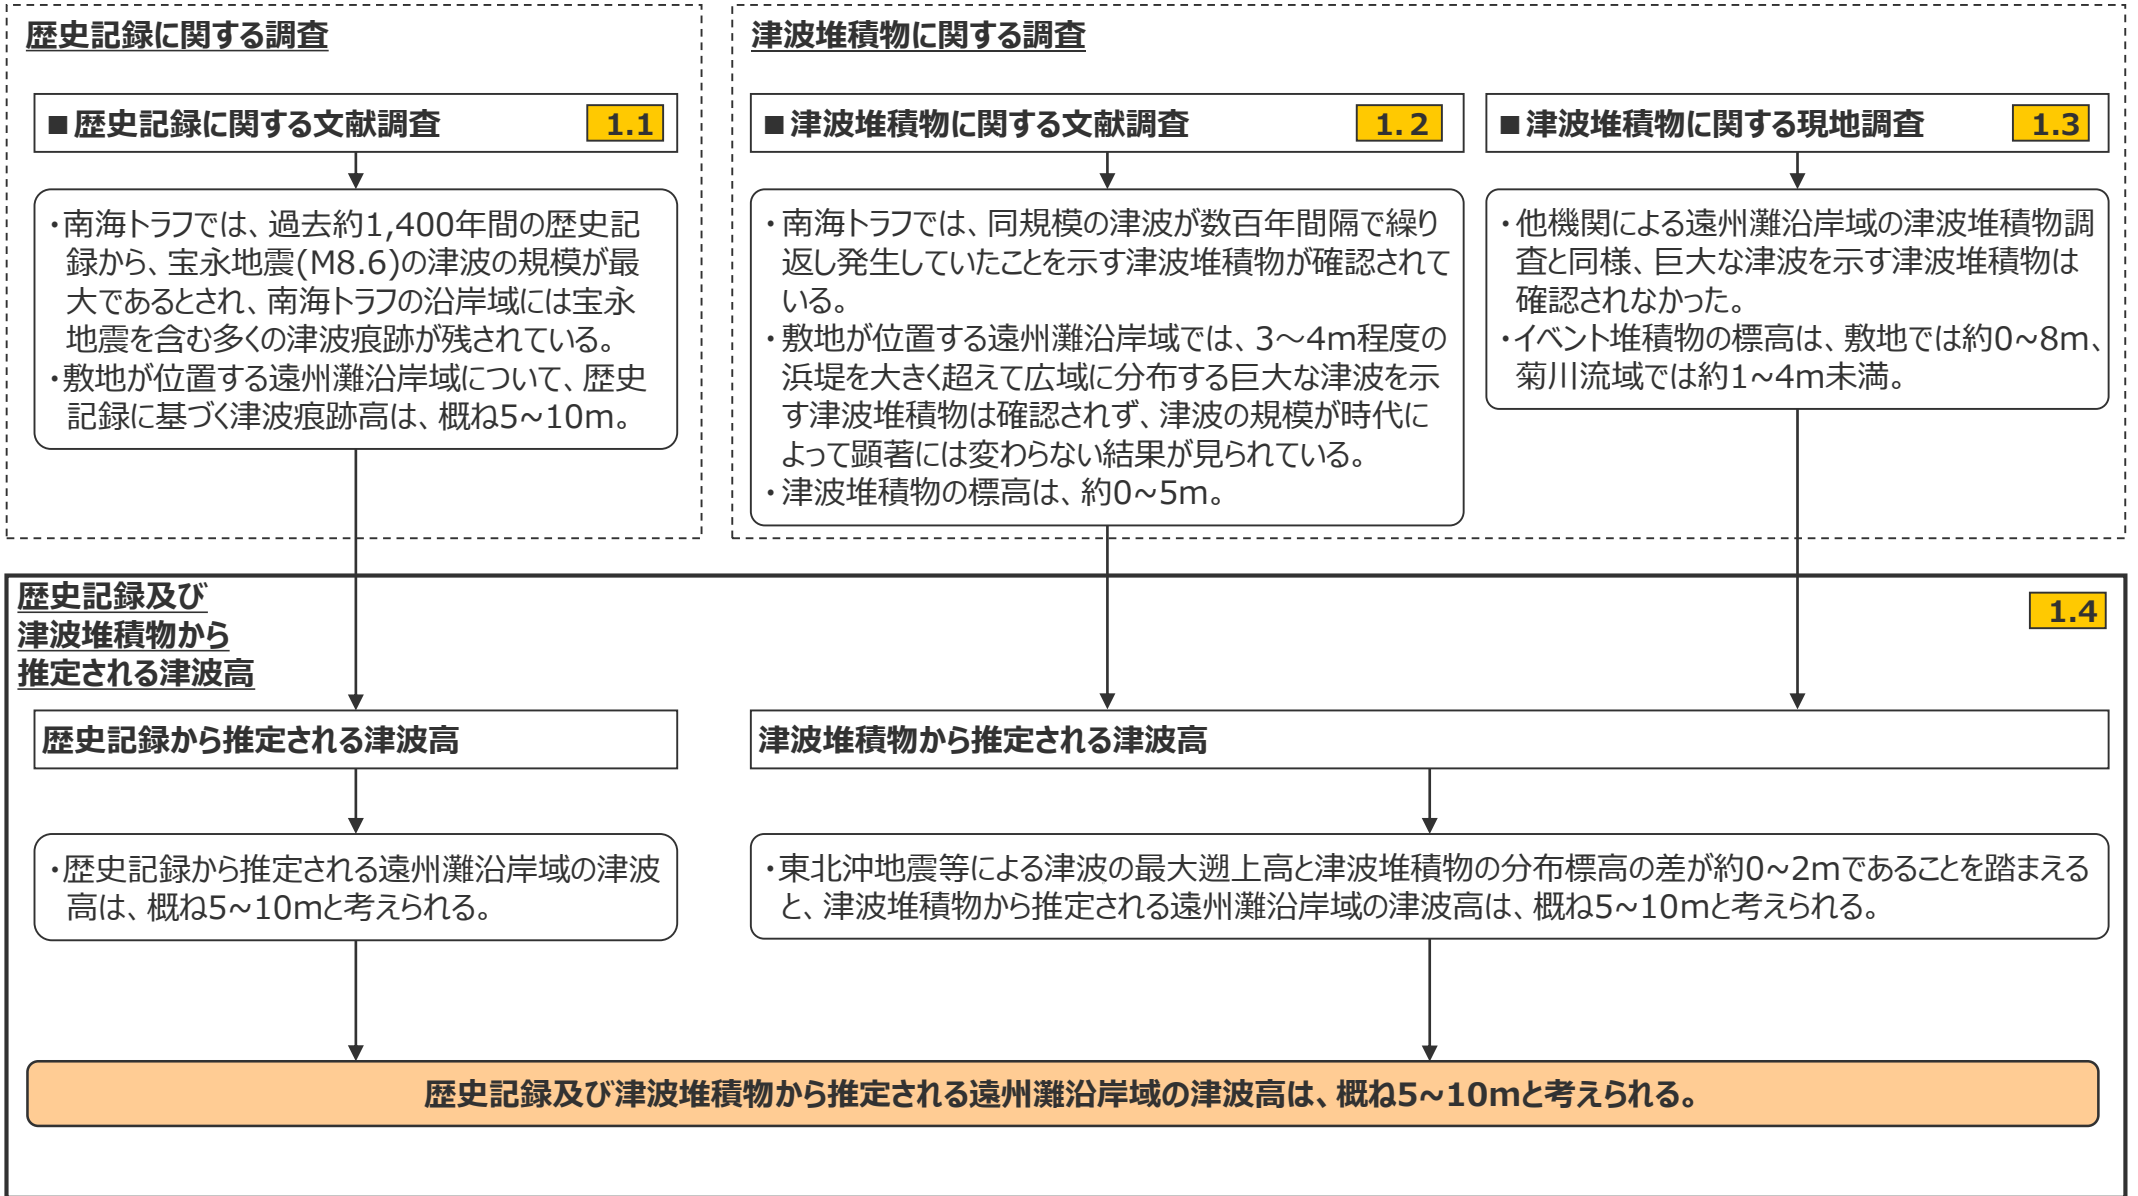 歴史記録に関する調査
■歴史記録に関する文献調査 1.1
・南海トラフでは、過去約1,400年間の歴史記
録から、宝永地震(M8.6)の津波の規模が最
大であるとされ、南海トラフの沿岸域には宝永
地震を含む多くの津波痕跡が残されている。
・敷地が位置する遠州灘沿岸域について、歴史
記録に基づく津波痕跡高は、概ね5~10m。
津波堆積物に関する調査
■津波堆積物に関する文献調査 1.2
・南海トラフでは、同規模の津波が数百年間隔で繰り
返し発生していたことを示す津波堆積物が確認されて
いる。
・敷地が位置する遠州灘沿岸域では、3～4m程度の
浜堤を大きく超えて広域に分布する巨大な津波を示
す津波堆積物は確認されず、津波の規模が時代に
よって顕著には変わらない結果が見られている。
・津波堆積物の標高は、約0~5m。
■津波堆積物に関する現地調査 1.3
・他機関による遠州灘沿岸域の津波堆積物調
査と同様、巨大な津波を示す津波堆積物は
確認されなかった。
・イベント堆積物の標高は、敷地では約0~8m、
菊川流域では約1~4m未満。
歴史記録及び
津波堆積物から
推定される津波高
1.4
歴史記録から推定される津波高
・歴史記録から推定される遠州灘沿岸域の津波
高は、概ね5~10mと考えられる。
津波堆積物から推定される津波高
・東北沖地震等による津波の最大遡上高と津波堆積物の分布標高の差が約0~2mであることを踏まえる
と、津波堆積物から推定される遠州灘沿岸域の津波高は、概ね5~10mと考えられる。
歴史記録及び津波堆積物から推定される遠州灘沿岸域の津波高は、概ね5~10mと考えられる。